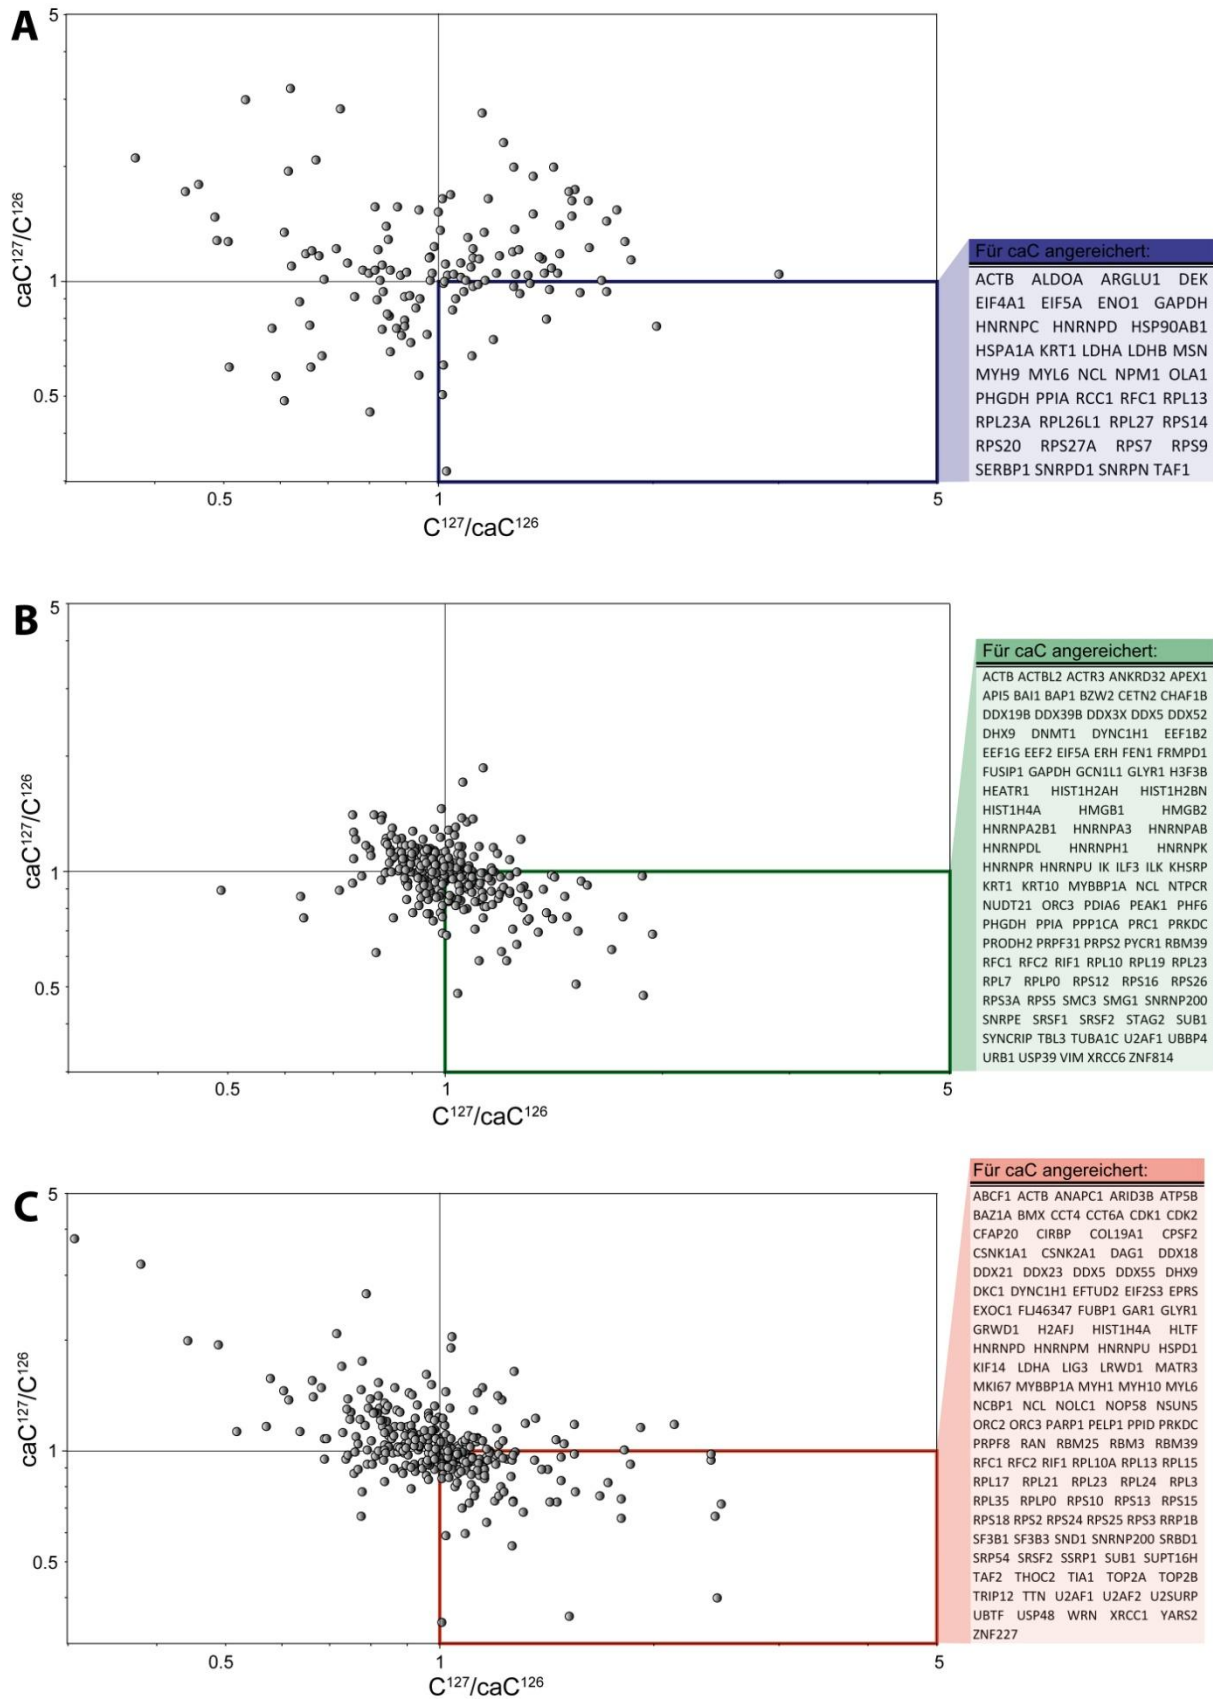 A
5
1
0.5
caC¹²⁷/C¹²⁶
0.5
1
5
C¹²⁷/caC¹²⁶
Für caC angereichert:
ACTB ALDOA ARGLU1 DEK
EIF4A1 EIF5A ENO1 GAPDH
HNRNPC HNRNPD HSP90AB1
HSPA1A KRT1 LDHA LDHB MSN
MYH9 MYL6 NCL NPM1 OLA1
PHGDH PPIA RCC1 RFC1 RPL13
RPL23A RPL26L1 RPL27 RPS14
RPS20 RPS27A RPS7 RPS9
SERBP1 SNRPD1 SNRPN TAF1
B
5
1
0.5
caC¹²⁷/C¹²⁶
0.5
1
5
C¹²⁷/caC¹²⁶
Für caC angereichert:
ACTB ACTBL2 ACTR3 ANKRD32 APEX1
API5 BAI1 BAP1 BZW2 CETN2 CHAF1B
DDX19B DDX39B DDX3X DDX5 DDX52
DHX9 DNMT1 DYNC1H1 EEF1B2
EEF1G EEF2 EIF5A ERH FEN1 FRMPD1
FUSIP1 GAPDH GCN1L1 GLYR1 H3F3B
HEATR1 HIST1H2AH HIST1H2BN
HIST1H4A HMGB1 HMGB2
HNRNPA2B1 HNRNPA3 HNRNPAB
HNRNPDL HNRNPH1 HNRNPK
HNRNPR HNRNPU IK ILF3 ILK KHSRP
KRT1 KRT10 MYBBP1A NCL NTPCR
NUDT21 ORC3 PDIA6 PEAK1 PHF6
PHGDH PPIA PPP1CA PRC1 PRKDC
PRODH2 PRPF31 PRPS2 PYCR1 RBM39
RFC1 RFC2 RIF1 RPL10 RPL19 RPL23
RPL7 RPLP0 RPS12 RPS16 RPS26
RPS3A RPS5 SMC3 SMG1 SNRNP200
SNRPE SRSF1 SRSF2 STAG2 SUB1
SYNCRIP TBL3 TUBA1C U2AF1 UBBP4
URB1 USP39 VIM XRCC6 ZNF814
C
5
1
0.5
caC¹²⁷/C¹²⁶
0.5
1
5
C¹²⁷/caC¹²⁶
Für caC angereichert:
ABCF1 ACTB ANAPC1 ARID3B ATP5B
BAZ1A BMX CCT4 CCT6A CDK1 CDK2
CFAP20 CIRBP COL19A1 CPSF2
CSNK1A1 CSNK2A1 DAG1 DDX18
DDX21 DDX23 DDX5 DDX55 DHX9
DKC1 DYNC1H1 EFTUD2 EIF2S3 EPRS
EXOC1 FLJ46347 FUBP1 GAR1 GLYR1
GRWD1 H2AFJ HIST1H4A HLTF
HNRNPD HNRNPM HNRNPU HSPD1
KIF14 LDHA LIG3 LRWD1 MATR3
MKI67 MYBBP1A MYH1 MYH10 MYL6
NCBP1 NCL NOLC1 NOP58 NSUN5
ORC2 ORC3 PARP1 PELP1 PPID PRKDC
PRPF8 RAN RBM25 RBM3 RBM39
RFC1 RFC2 RIF1 RPL10A RPL13 RPL15
RPL17 RPL21 RPL23 RPL24 RPL3
RPL35 RPLP0 RPS10 RPS13 RPS15
RPS18 RPS2 RPS24 RPS25 RPS3 RRP1B
SF3B1 SF3B3 SND1 SNRNP200 SRBD1
SRP54 SRSF2 SSRP1 SUB1 SUPT16H
TAF2 THOC2 TIA1 TOP2A TOP2B
TRIP12 TTN U2AF1 U2AF2 U2SURP
UBTF USP48 WRN XRCC1 YARS2
ZNF227